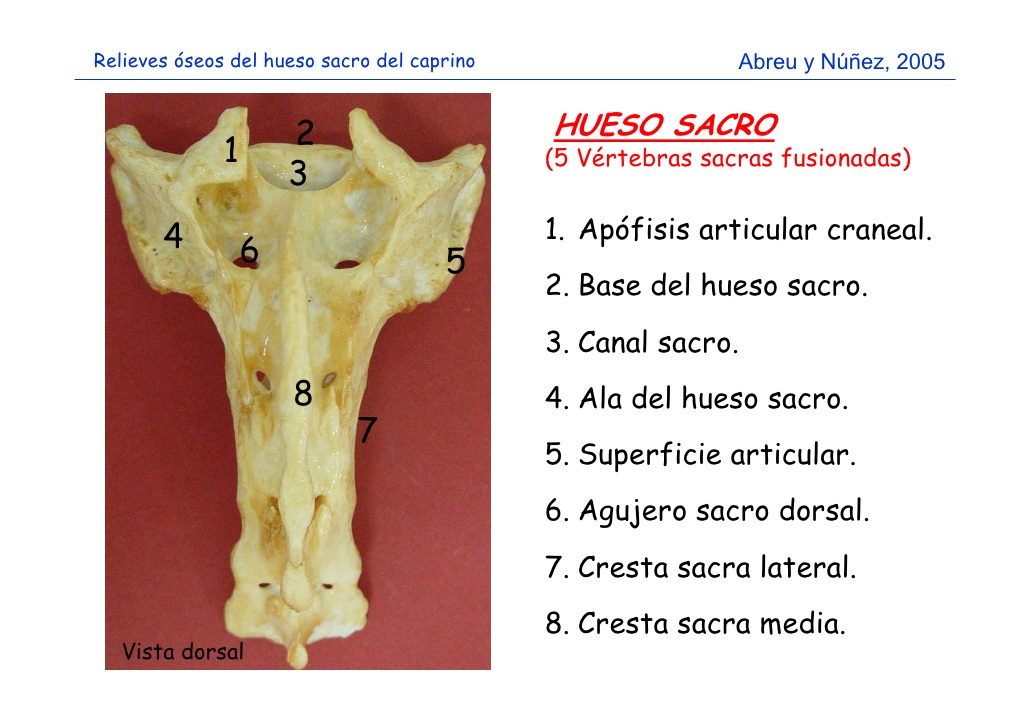 Relieves óseos del hueso sacro del caprino
Abreu y Núñez, 2005
HUESO SACRO
(5 Vértebras sacras fusionadas)
1. Apófisis articular craneal.
2. Base del hueso sacro.
3. Canal sacro.
4. Ala del hueso sacro.
5. Superficie articular.
6. Agujero sacro dorsal.
7. Cresta sacra lateral.
8. Cresta sacra media.
2
1
3
4
6
5
8
7
Vista dorsal